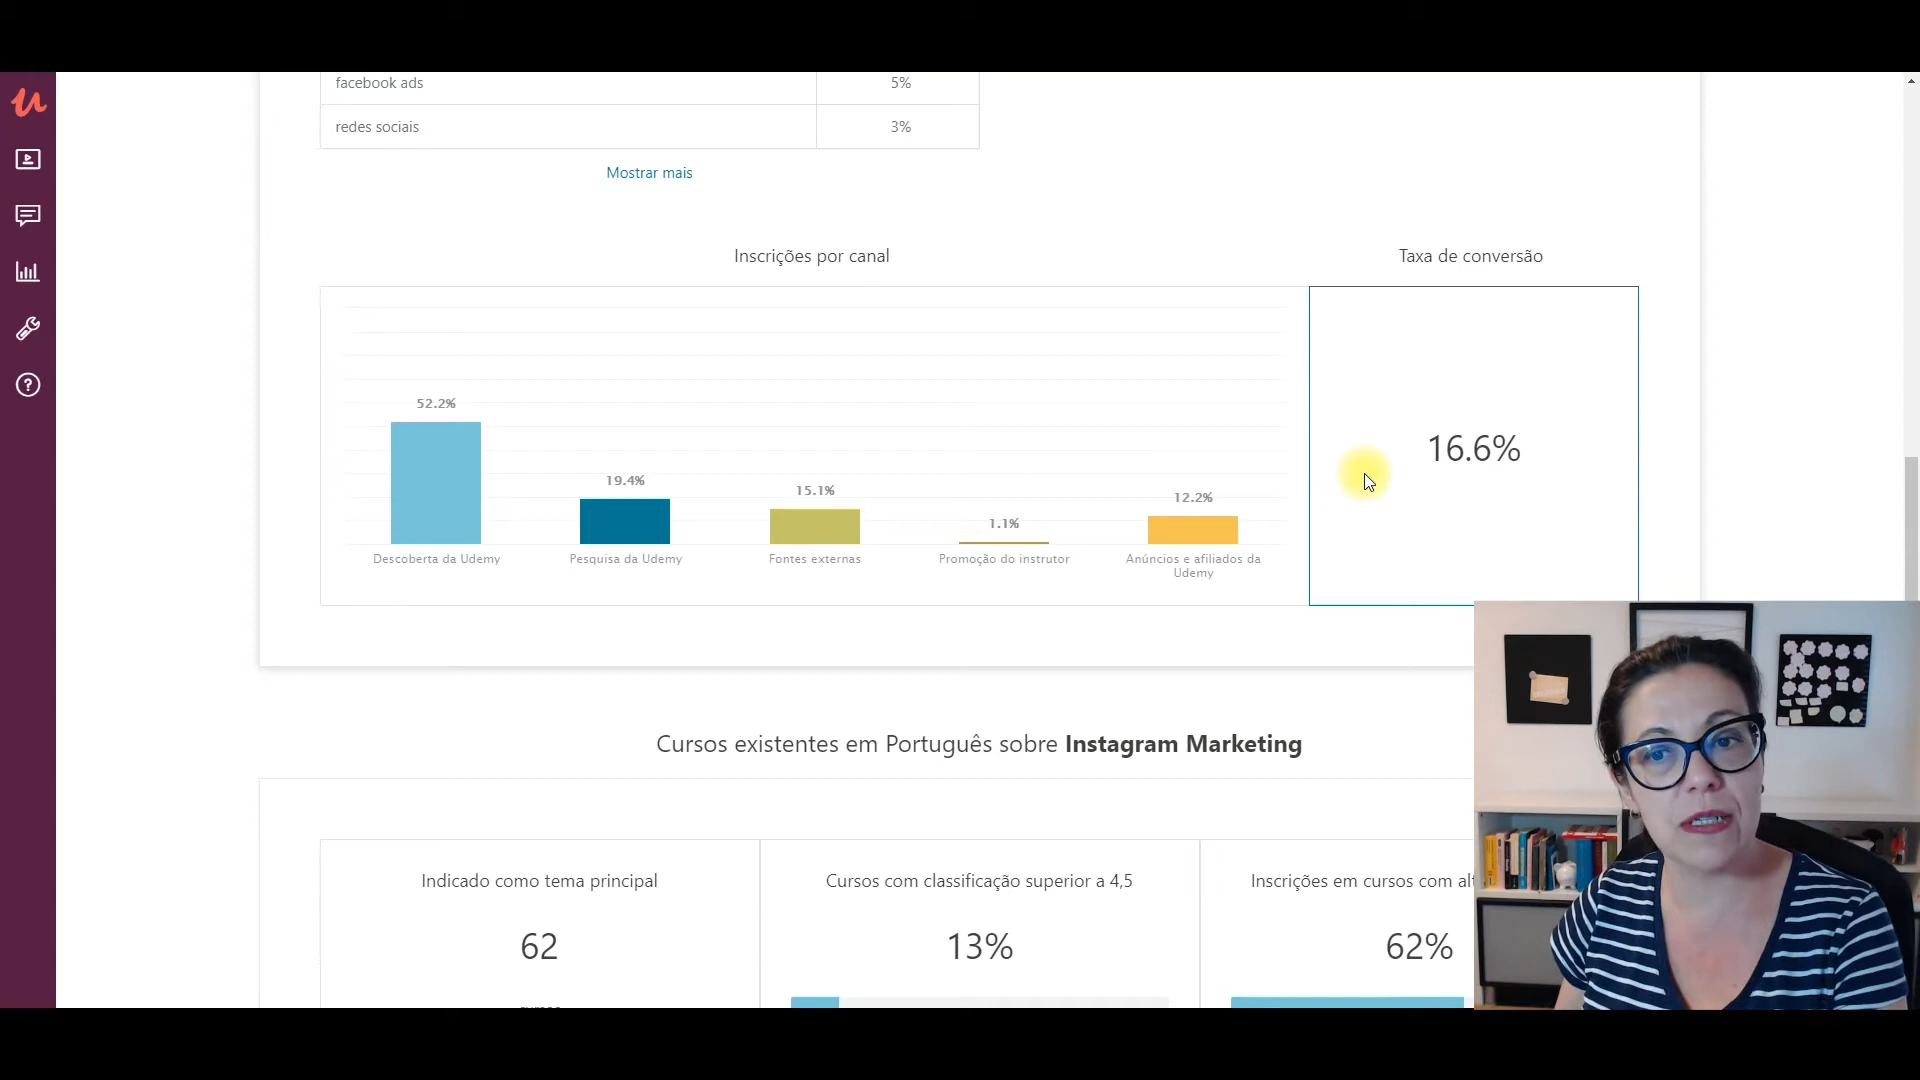 facebook ads 5%
redes sociais 3%
Mostrar mais
Inscrições por canal
Taxa de conversão
52.2%
19.4%
15.1%
1.1%
12.2%
Descoberta da Udemy
Pesquisa da Udemy
Fontes externas
Promoção do instrutor
Anúncios e afiliados da
Udemy
16.6%
Cursos existentes em Português sobre Instagram Marketing
Indicado como tema principal
62
Cursos com classificação superior a 4,5
13%
Inscrições em cursos com
62%